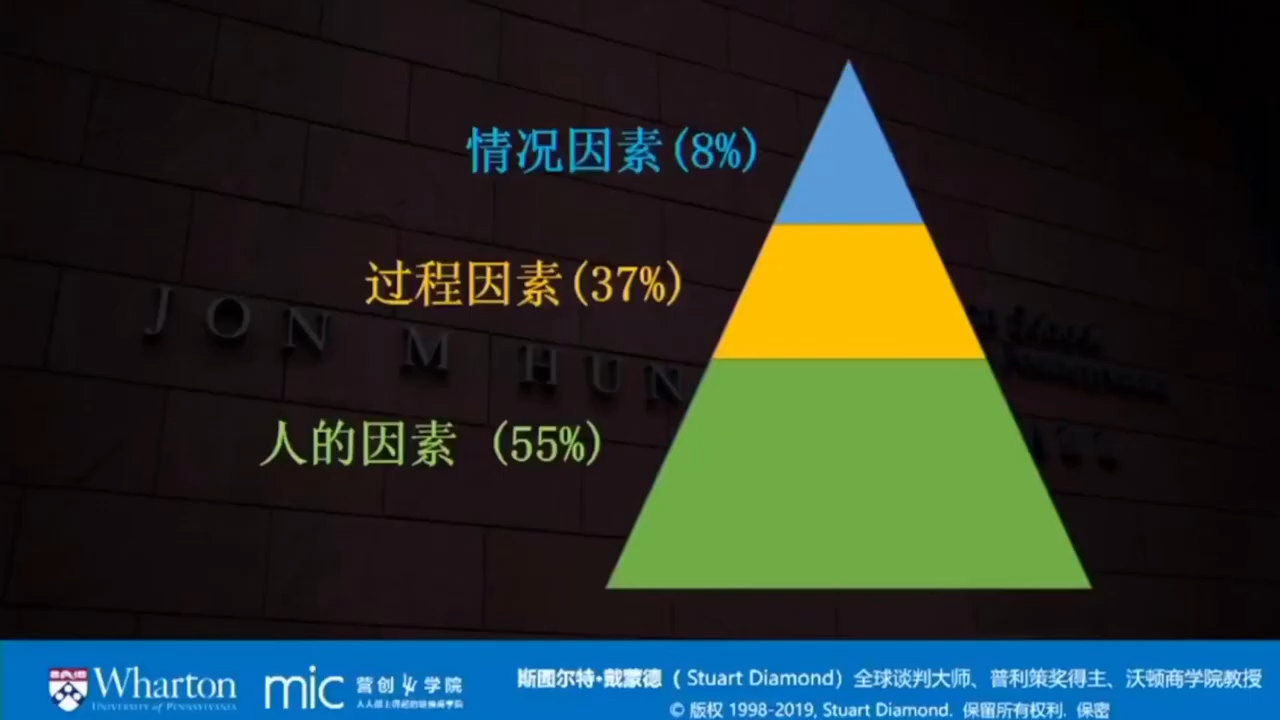 情况因素(8%)
过程因素(37%)
JON M HUN
人的因素 (55%)
Wharton
UNIVERSITY of PENNSYLVANIA
mic 营创学院
斯图尔特·戴蒙德（ Stuart Diamond）全球谈判大师、普利策奖得主、沃顿商学院教授
© 版权 1998-2019, Stuart Diamond. 保留所有权利. 保密